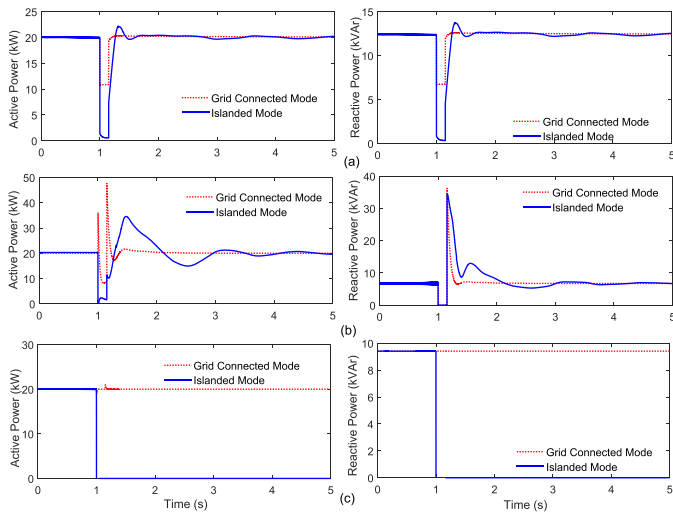 25
20
15
10
5
0
Active Power (kW)
Grid Connected Mode
Islanded Mode
0 1 2 3 4 5
15
10
5
0
Reactive Power (kVAr)
Grid Connected Mode
Islanded Mode
0 1 2 3 4 5
(a)
50
40
30
20
10
0
Active Power (kW)
Grid Connected Mode
Islanded Mode
0 1 2 3 4 5
40
30
20
10
0
Reactive Power (kVAr)
Grid Connected Mode
Islanded Mode
0 1 2 3 4 5
(b)
30
20
10
0
Active Power (kW)
Grid Connected Mode
Islanded Mode
0 1 2 3 4 5
Time (s)
10
8
6
4
2
0
Reactive Power (kVAr)
Grid Connected Mode
Islanded Mode
0 1 2 3 4 5
Time (s)
(c)